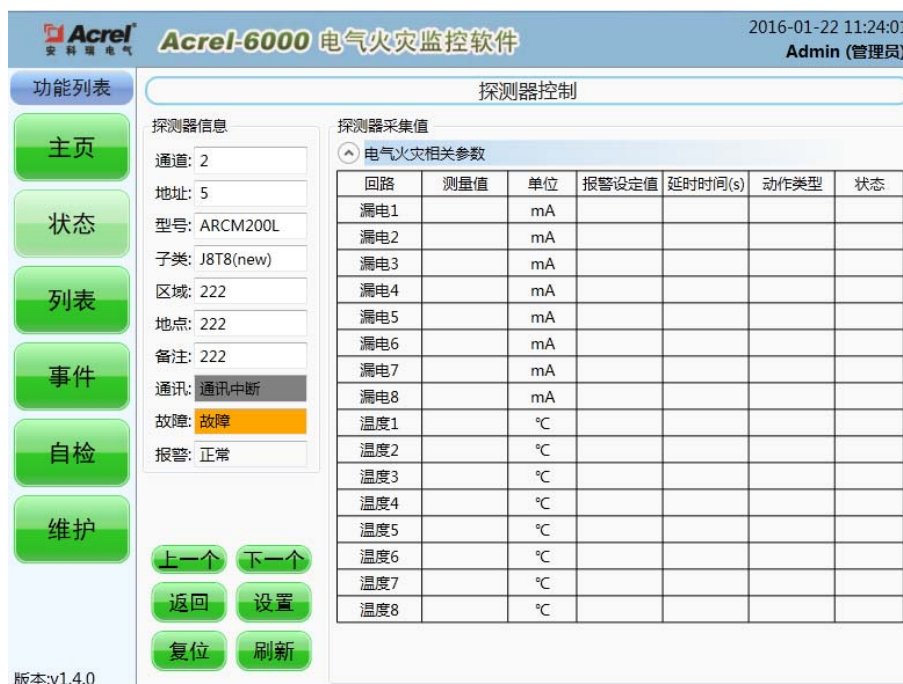 Acrel
安科瑞电气
Acrel-6000 电气火灾监控软件
2016-01-22 11:24:01
Admin (管理员)
功能列表
主页
状态
列表
事件
自检
维护
版本:v1.4.0
探测器控制
探测器信息
通道: 2
地址: 5
型号: ARCM200L
子类: J8T8(new)
区域: 222
地点: 222
备注: 222
通讯: 通讯中断
故障: 故障
报警: 正常
上一个 下一个
返回 设置
复位 刷新
探测器采集值
电气火灾相关参数
回路 测量值 单位 报警设定值 延时时间(s) 动作类型 状态
漏电1 mA
漏电2 mA
漏电3 mA
漏电4 mA
漏电5 mA
漏电6 mA
漏电7 mA
漏电8 mA
温度1 ℃
温度2 ℃
温度3 ℃
温度4 ℃
温度5 ℃
温度6 ℃
温度7 ℃
温度8 ℃